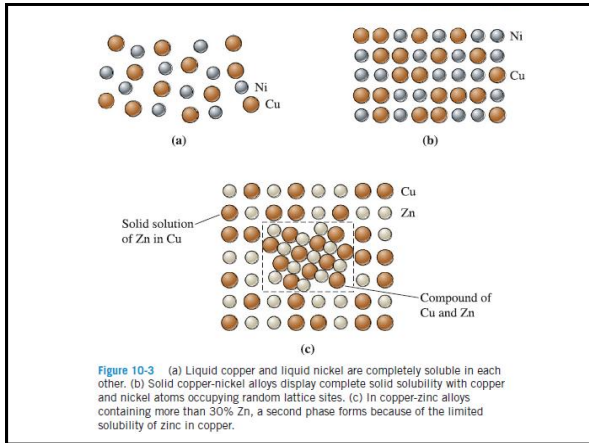 Ni
Cu
(a)
Ni
Cu
(b)
Cu
Zn
Solid solution
of Zn in Cu
Compound of
Cu and Zn
(c)
Figure 10-3 (a) Liquid copper and liquid nickel are completely soluble in each
other. (b) Solid copper-nickel alloys display complete solid solubility with copper
and nickel atoms occupying random lattice sites. (c) In copper-zinc alloys
containing more than 30% Zn, a second phase forms because of the limited
solubility of zinc in copper.